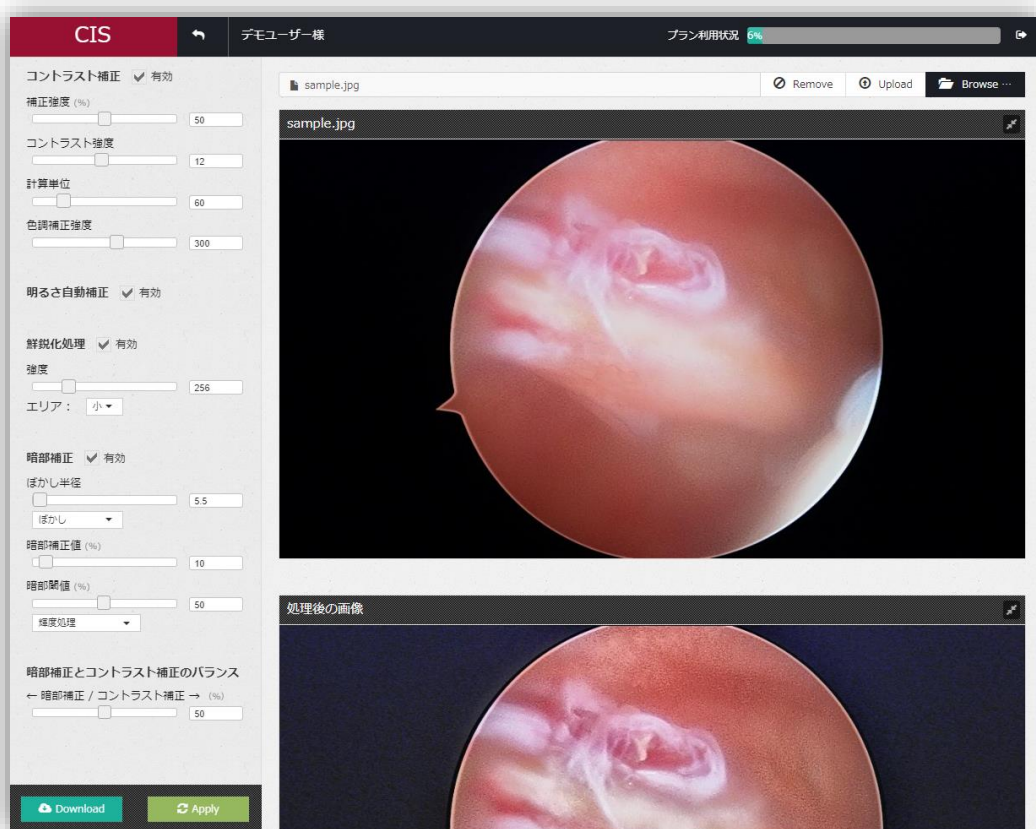 CIS
デモユーザー様
プラン利用状況 6%
コントラスト補正 有効
補正強度 (%)
50
コントラスト強度
12
計算単位
60
色調補正強度
300
明るさ自動補正 有効
鮮鋭化処理 有効
強度
256
エリア： 小
暗部補正 有効
ぼかし半径
5.5
ぼかし
暗部補正値 (%)
10
暗部閾値 (%)
50
輝度処理
暗部補正とコントラスト補正のバランス
← 暗部補正 / コントラスト補正 → (%)
50
Download Apply
sample.jpg Remove Upload Browse ...
sample.jpg
処理後の画像